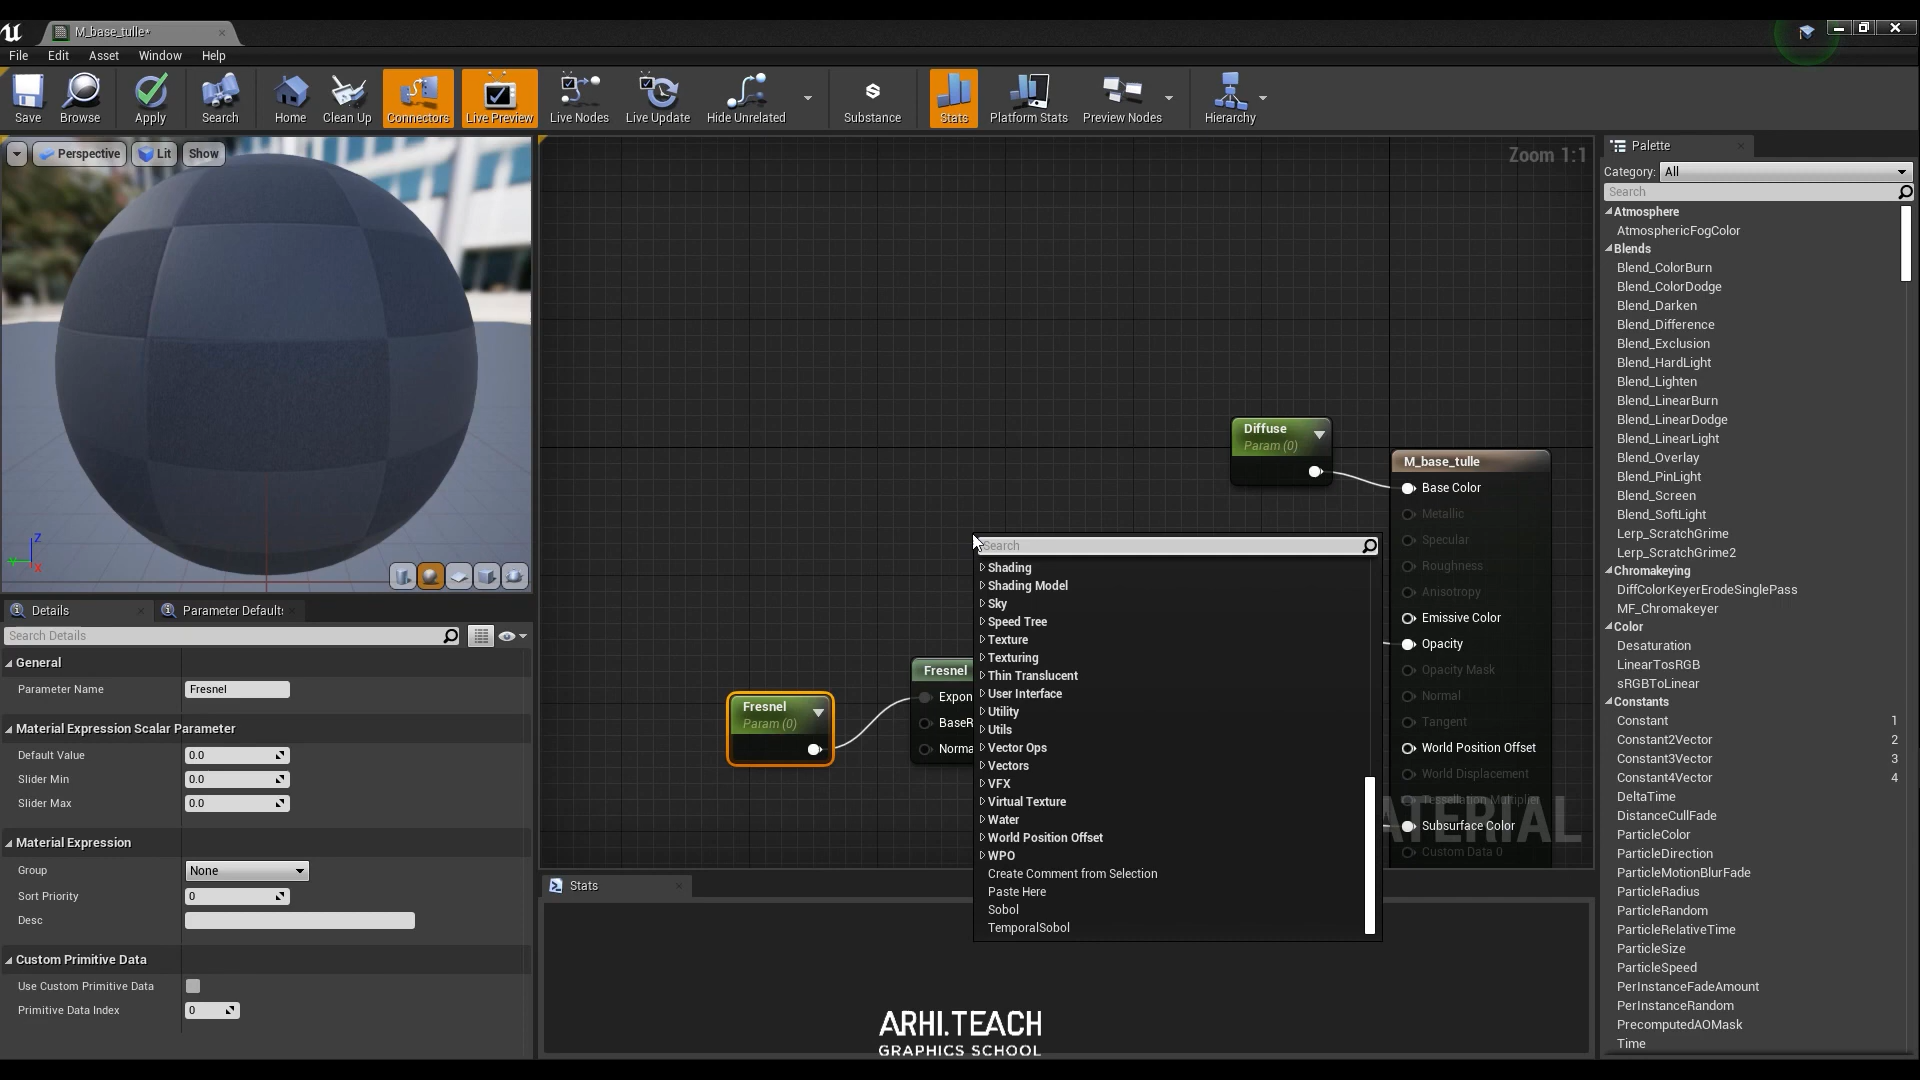 M_base_tulle*
File Edit Asset Window Help
Save Browse Apply Search Home Clean Up Connectors Live Preview Live Nodes Live Update Hide Unrelated Substance Stats Platform Stats Preview Nodes Hierarchy
Perspective Lit Show
Z
X
Details
Parameter Defaults
Search Details
General
Parameter Name Fresnel
Material Expression Scalar Parameter
Default Value 0.0
Slider Min 0.0
Slider Max 0.0
Material Expression
Group None
Sort Priority 0
Desc
Custom Primitive Data
Use Custom Primitive Data
Primitive Data Index 0
Zoom 1:1
Diffuse
Param (0)
Fresnel
Param (0)
Fresnel
Expon
BaseR
Norma
Search
Shading
Shading Model
Sky
Speed Tree
Texture
Texturing
Thin Translucent
User Interface
Utility
Utils
Vector Ops
Vectors
VFX
Virtual Texture
Water
World Position Offset
WPO
Create Comment from Selection
Paste Here
Sobol
TemporalSobol
M_base_tulle
Base Color
Metallic
Specular
Roughness
Anisotropy
Emissive Color
Opacity
Opacity Mask
Normal
Tangent
World Position Offset
World Displacement
Tessellation Multiplier
Subsurface Color
Custom Data 0
ATERIAL
Stats
ARHI.TEACH
GRAPHICS SCHOOL
Palette
Category: All
Search
Atmosphere
AtmosphericFogColor
Blends
Blend_ColorBurn
Blend_ColorDodge
Blend_Darken
Blend_Difference
Blend_Exclusion
Blend_HardLight
Blend_Lighten
Blend_LinearBurn
Blend_LinearDodge
Blend_LinearLight
Blend_Overlay
Blend_PinLight
Blend_Screen
Blend_SoftLight
Lerp_ScratchGrime
Lerp_ScratchGrime2
Chromakeying
DiffColorKeyerErodeSinglePass
MF_Chromakeyer
Color
Desaturation
LinearTosRGB
sRGBToLinear
Constants
Constant 1
Constant2Vector 2
Constant3Vector 3
Constant4Vector 4
DeltaTime
DistanceCullFade
ParticleColor
ParticleDirection
ParticleMotionBlurFade
ParticleRadius
ParticleRandom
ParticleRelativeTime
ParticleSize
ParticleSpeed
PerInstanceFadeAmount
PerInstanceRandom
PrecomputedAOMask
Time